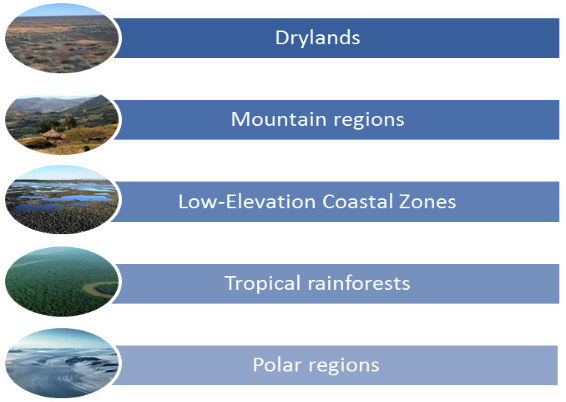 Drylands
Mountain regions
Low-Elevation Coastal Zones
Tropical rainforests
Polar regions